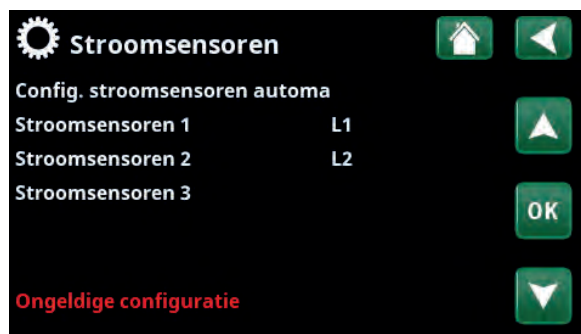 Stroomsensoren
Config. stroomsensoren automa
Stroomsensoren 1 L1
Stroomsensoren 2 L2
Stroomsensoren 3
OK
Ongeldige configuratie